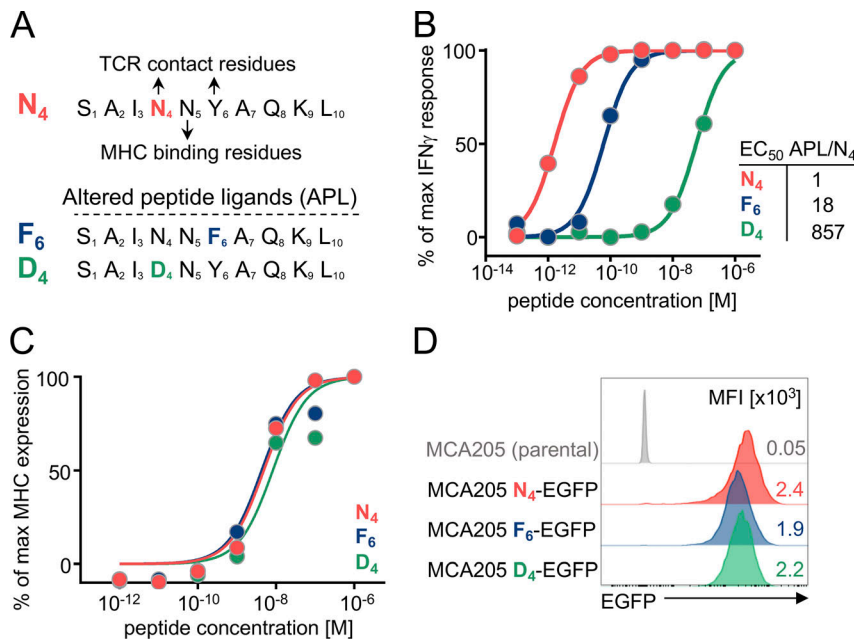 A
TCR contact residues
N₄ S₁ A₂ I₃ N₄ N₅ Y₆ A₇ Q₈ K₉ L₁₀
MHC binding residues
Altered peptide ligands (APL)
F₆ S₁ A₂ I₃ N₄ N₅ F₆ A₇ Q₈ K₉ L₁₀
D₄ S₁ A₂ I₃ D₄ N₅ Y₆ A₇ Q₈ K₉ L₁₀
B
% of max IFNγ response
100
50
0
10⁻¹⁴ 10⁻¹² 10⁻¹⁰ 10⁻⁸ 10⁻⁶
peptide concentration [M]
EC₅₀ APL/N₄
N₄ 1
F₆ 18
D₄ 857
C
% of max MHC expression
100
50
0
N₄
F₆
D₄
10⁻¹² 10⁻¹⁰ 10⁻⁸ 10⁻⁶
peptide concentration [M]
D
MFI [x10³]
MCA205 (parental) 0.05
MCA205 N₄-EGFP 2.4
MCA205 F₆-EGFP 1.9
MCA205 D₄-EGFP 2.2
EGFP